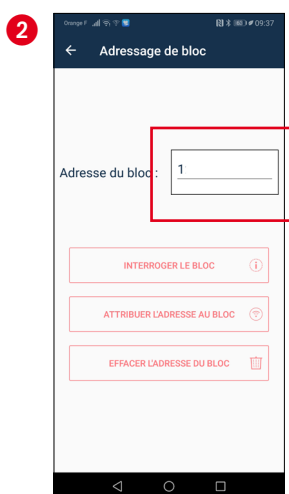 2
Orange F 09:37
Adressage de bloc
Adresse du bloc : 1
INTERROGER LE BLOC
ATTRIBUER L'ADRESSE AU BLOC
EFFACER L'ADRESSE DU BLOC